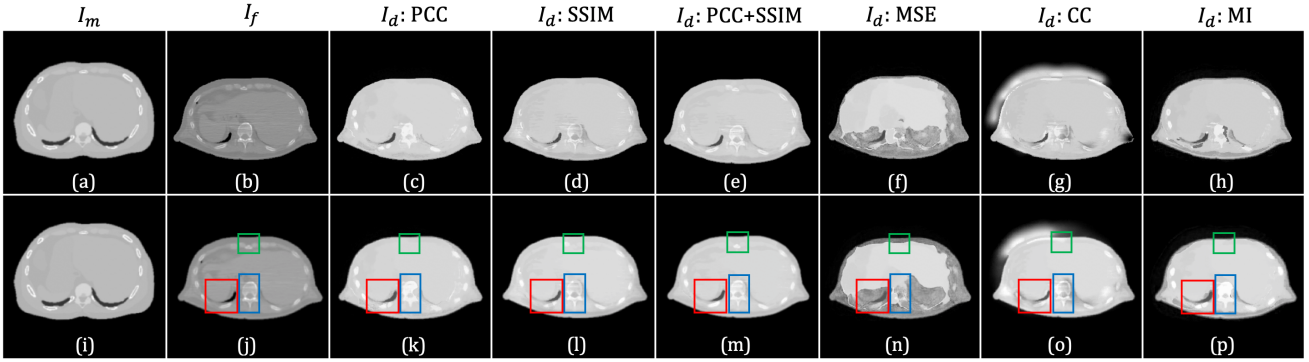 I_m I_f I_d: PCC I_d: SSIM I_d: PCC+SSIM I_d: MSE I_d: CC I_d: MI
(a) (b) (c) (d) (e) (f) (g) (h)
(i) (j) (k) (l) (m) (n) (o) (p)